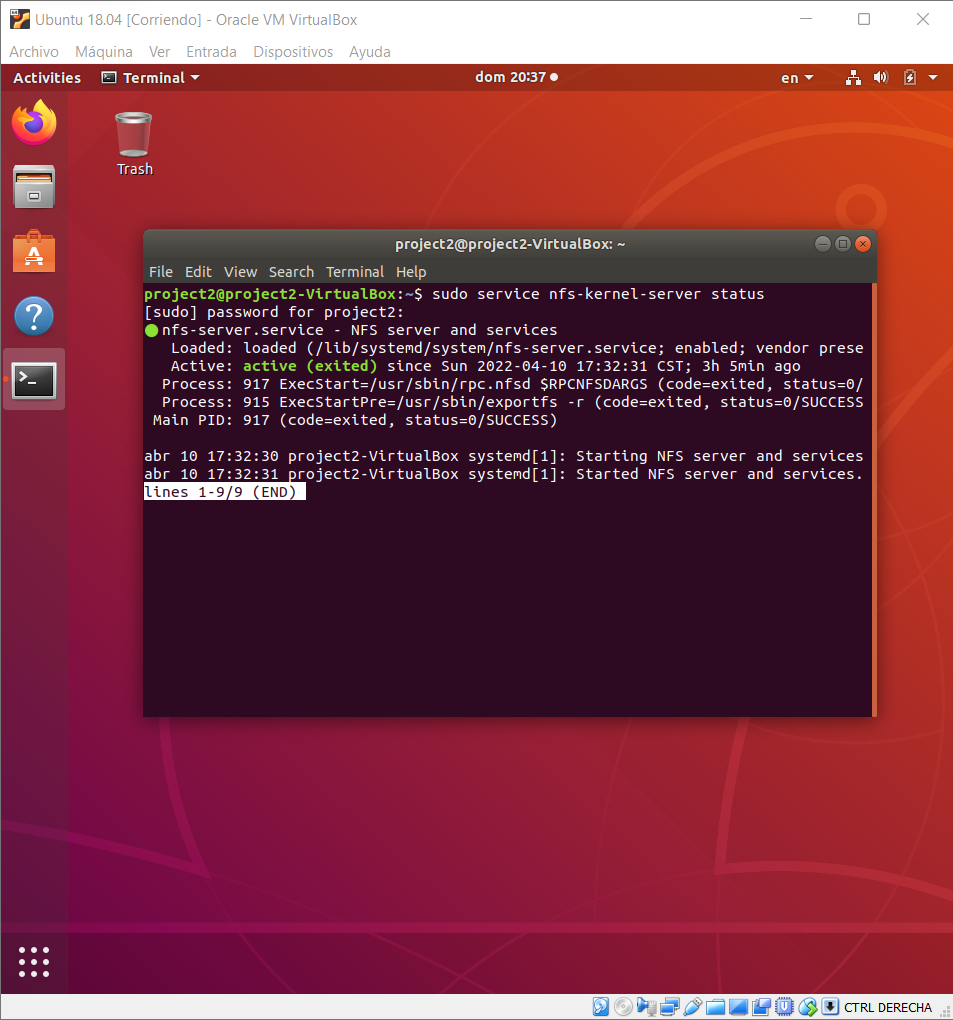 Ubuntu 18.04 [Corriendo] - Oracle VM VirtualBox
Archivo Máquina Ver Entrada Dispositivos Ayuda
Activities Terminal dom 20:37 en
Trash
project2@project2-VirtualBox: ~
File Edit View Search Terminal Help
project2@project2-VirtualBox:~$ sudo service nfs-kernel-server status
[sudo] password for project2:
● nfs-server.service - NFS server and services
Loaded: loaded (/lib/systemd/system/nfs-server.service; enabled; vendor prese
Active: active (exited) since Sun 2022-04-10 17:32:31 CST; 3h 5min ago
Process: 917 ExecStart=/usr/sbin/rpc.nfsd $RPCNFSDARGS (code=exited, status=0/
Process: 915 ExecStartPre=/usr/sbin/exportfs -r (code=exited, status=0/SUCCESS
Main PID: 917 (code=exited, status=0/SUCCESS)
abr 10 17:32:30 project2-VirtualBox systemd[1]: Starting NFS server and services
abr 10 17:32:31 project2-VirtualBox systemd[1]: Started NFS server and services.
lines 1-9/9 (END)
CTRL DERECHA